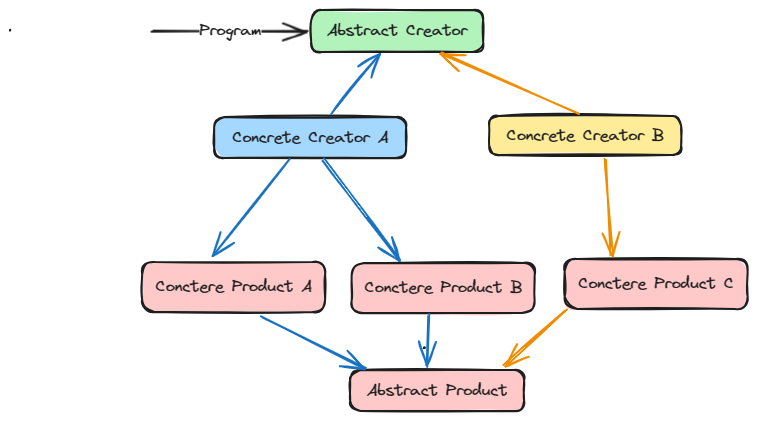 Program
Abstract Creator
Concrete Creator A
Concrete Creator B
Conctere Product A
Conctere Product B
Conctere Product C
Abstract Product